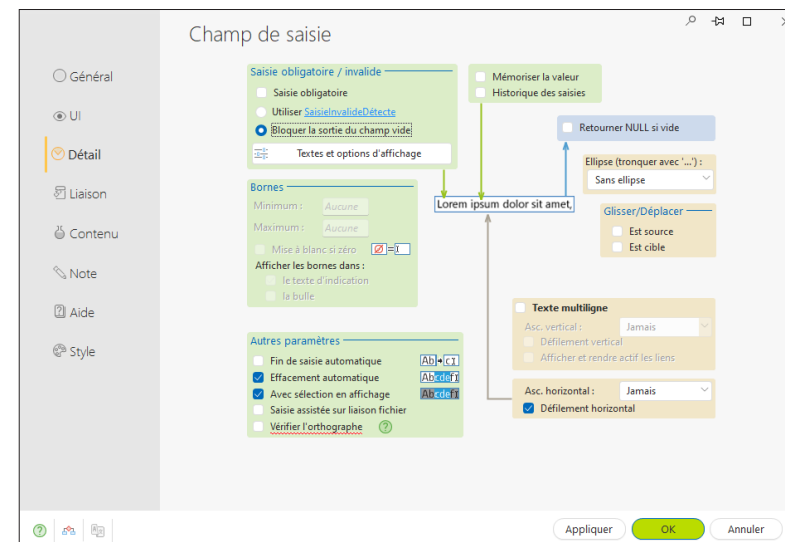 Champ de saisie
Général
UI
Détail
Liaison
Contenu
Note
Aide
Style
Saisie obligatoire / invalide
Saisie obligatoire
Utiliser SaisieInvalideDétecte
Bloquer la sortie du champ vide
Textes et options d'affichage
Mémoriser la valeur
Historique des saisies
Retourner NULL si vide
Ellipse (tronquer avec '...') :
Sans ellipse
Bornes
Minimum : Aucune
Maximum : Aucune
Mise à blanc si zéro
Afficher les bornes dans :
le texte d'indication
la bulle
Lorem ipsum dolor sit amet,
Glisser/Déplacer
Est source
Est cible
Texte multiligne
Asc. vertical : Jamais
Défilement vertical
Afficher et rendre actif les liens
Autres paramètres
Fin de saisie automatique
Effacement automatique
Avec sélection en affichage
Saisie assistée sur liaison fichier
Vérifier l'orthographe
Asc. horizontal : Jamais
Défilement horizontal
Appliquer
OK
Annuler